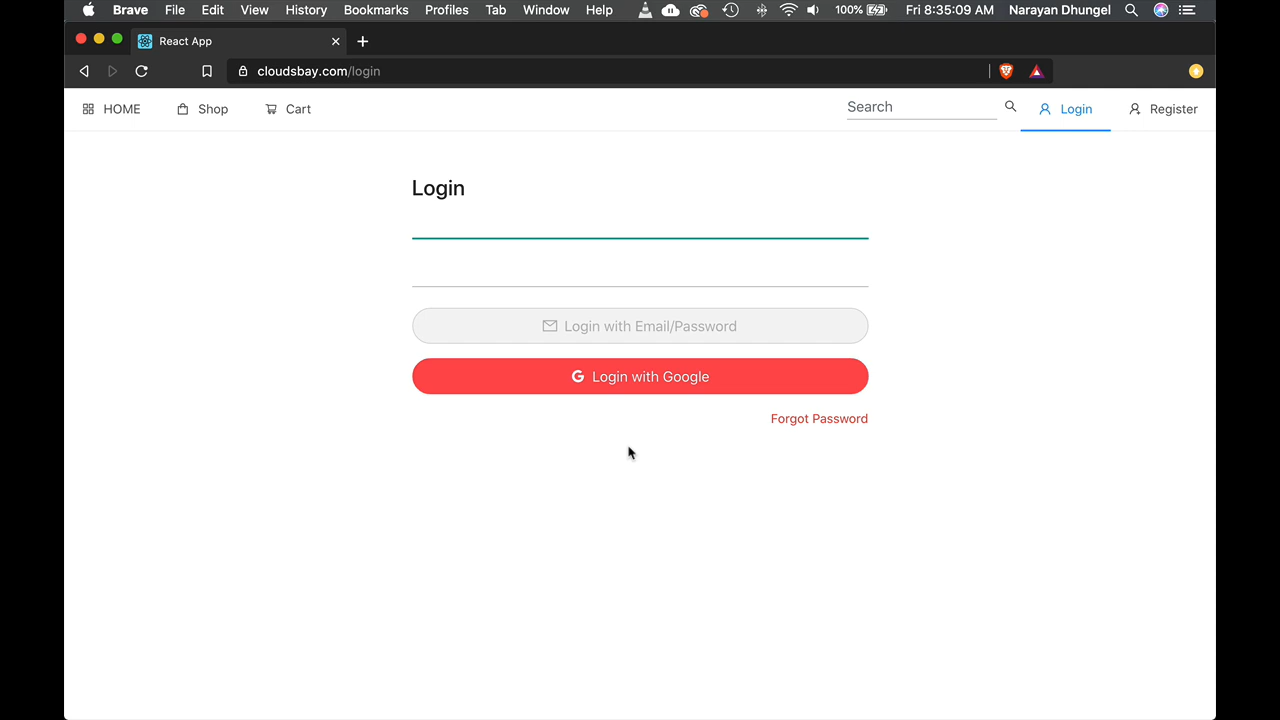 Brave File Edit View History Bookmarks Profiles Tab Window Help 100% Fri 8:35:09 AM Narayan Dhungel
React App
cloudsbay.com/login
HOME Shop Cart Search Login Register
Login
Login with Email/Password
Login with Google
Forgot Password